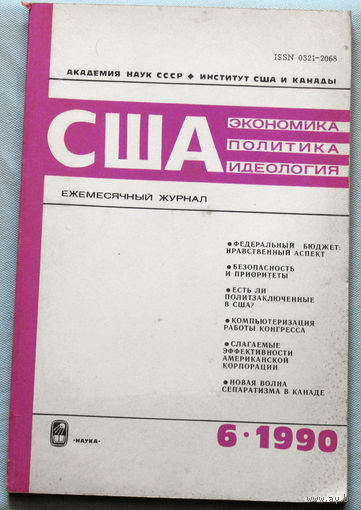 ISSN 0321-2068
АКАДЕМИЯ НАУК СССР ◆ ИНСТИТУТ США И КАНАДЫ
США
ЭКОНОМИКА
ПОЛИТИКА
ИДЕОЛОГИЯ
ЕЖЕМЕСЯЧНЫЙ ЖУРНАЛ
● ФЕДЕРАЛЬНЫЙ БЮДЖЕТ:
НРАВСТВЕННЫЙ АСПЕКТ
● БЕЗОПАСНОСТЬ
И ПРИОРИТЕТЫ
● ЕСТЬ ЛИ
ПОЛИТЗАКЛЮЧЕННЫЕ
В США?
● КОМПЬЮТЕРИЗАЦИЯ
РАБОТЫ КОНГРЕССА
● СЛАГАЕМЫЕ
ЭФФЕКТИВНОСТИ
АМЕРИКАНСКОЙ
КОРПОРАЦИИ
● НОВАЯ ВОЛНА
СЕПАРАТИЗМА В КАНАДЕ
«НАУКА»
6·1990